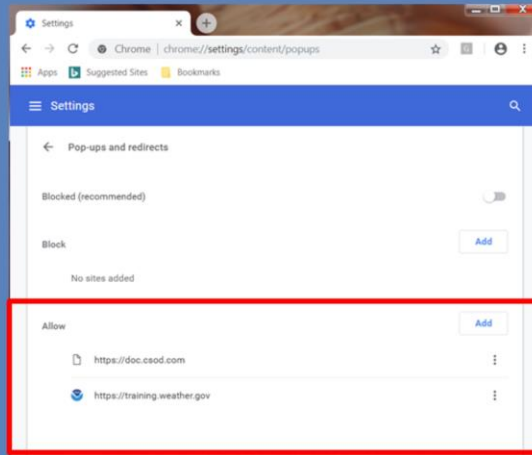 Settings
Chrome | chrome://settings/content/popups
Apps Suggested Sites Bookmarks
Settings
Pop-ups and redirects
Blocked (recommended)
Block Add
No sites added
Allow Add
https://doc.csod.com
https://training.weather.gov